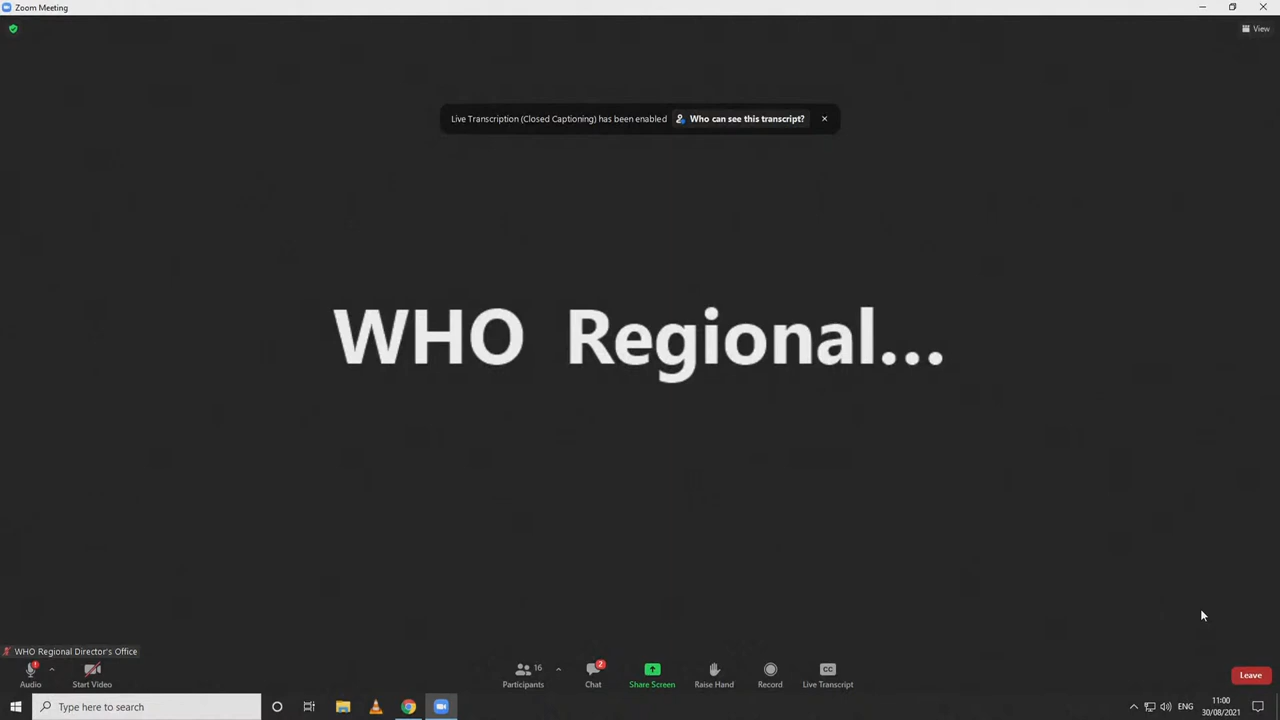 Zoom Meeting
View
Live Transcription (Closed Captioning) has been enabled Who can see this transcript?
WHO Regional...
WHO Regional Director's Office
16
2
CC
Audio
Start Video
Participants
Chat
Share Screen
Raise Hand
Record
Live Transcript
Leave
Type here to search
ENG
11:00
30/08/2021